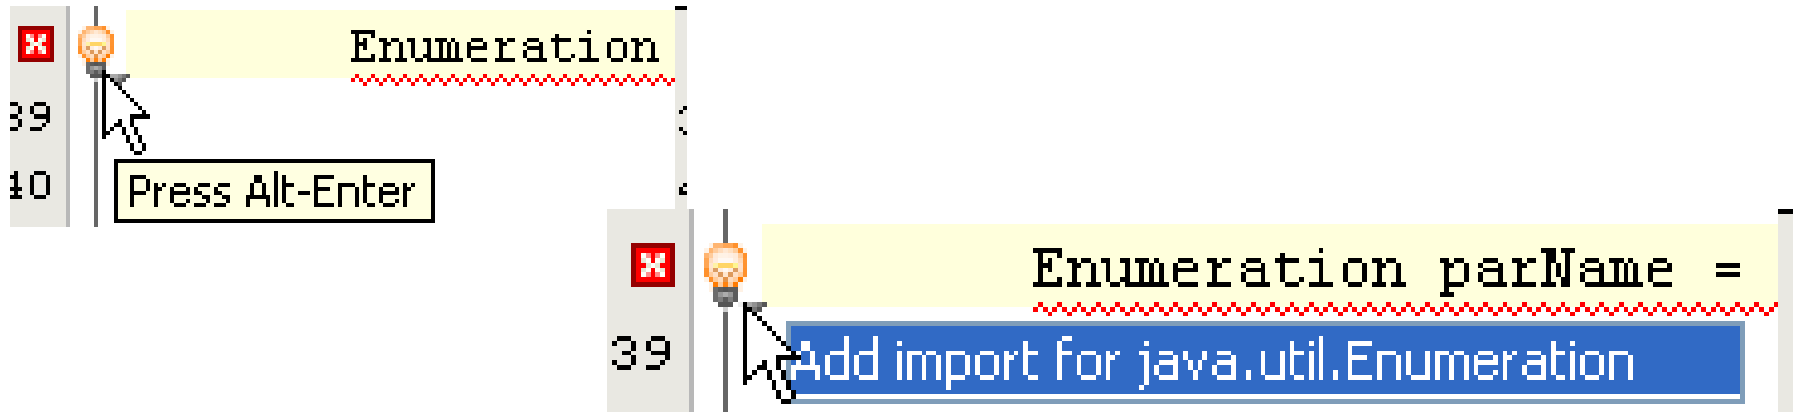 Enumeration
39
40
Press Alt-Enter
Enumeration parName =
39
Add import for java.util.Enumeration